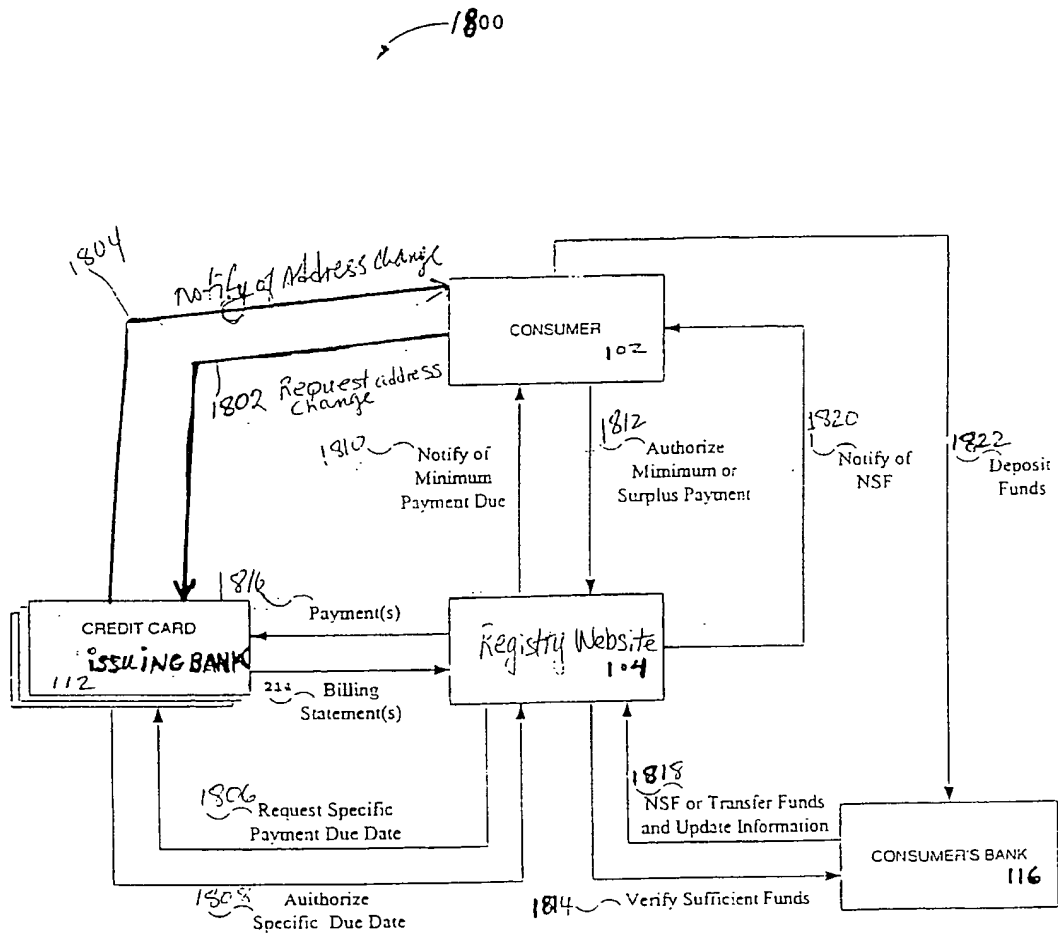 1800
1804
notify of Address change
CONSUMER
102
1802 Request address
change
1810
Notify of
Minimum
Payment Due
1812
Authorize
Mimimum or
Surplus Payment
1820
Notify of
NSF
1822
Deposit
Funds
1816
Payment(s)
CREDIT CARD
iSSUiNG BANK
112
Registry Website
104
Billing
Statement(s)
1806
Request Specific
Payment Due Date
1818
NSF or Transfer Funds
and Update Information
CONSUMER'S BANK
116
1808
Auithorize
Specific Due Date
1814
Verify Sufficient Funds